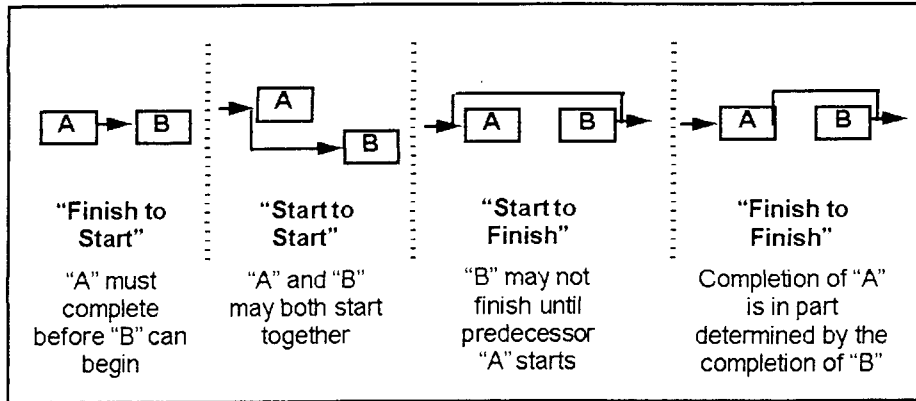 A
B
"Finish to
Start"
"A" must
complete
before "B" can
begin
A
B
"Start to
Start"
"A" and "B"
may both start
together
A
B
"Start to
Finish"
"B" may not
finish until
predecessor
"A" starts
A
B
"Finish to
Finish"
Completion of "A"
is in part
determined by the
completion of "B"